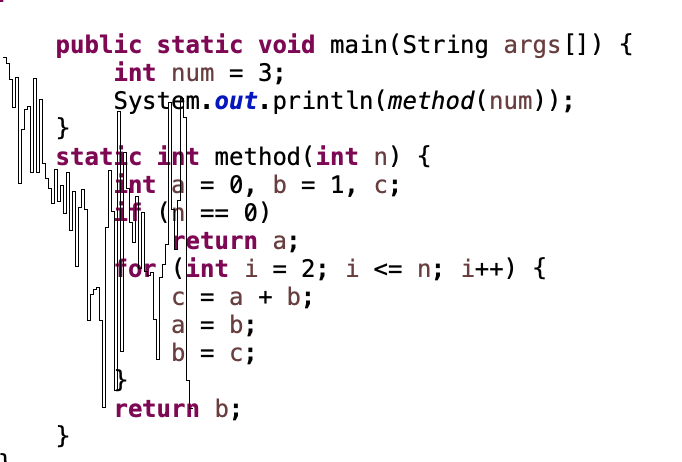 public static void main(String args[]) {
int num = 3;
System.out.println(method(num));
}
static int method(int n) {
int a = 0, b = 1, c;
if (n == 0)
return a;
for (int i = 2; i <= n; i++) {
c = a + b;
a = b;
b = c;
}
return b;
}
}